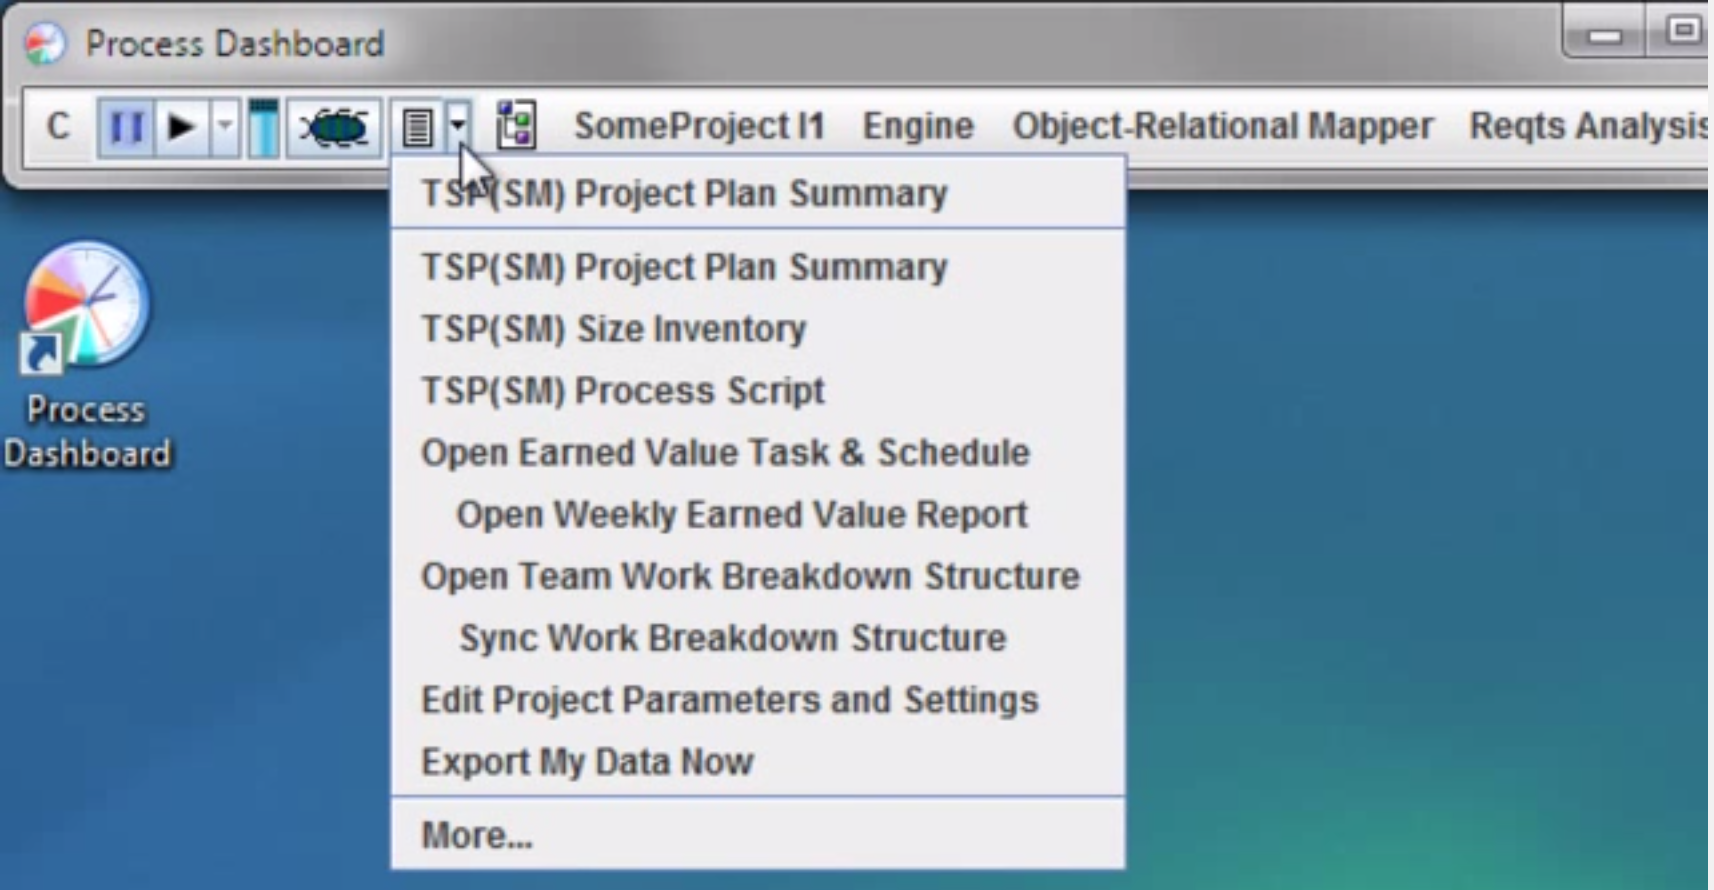 Process Dashboard
C SomeProject I1 Engine Object-Relational Mapper Reqts Analysis
TSP(SM) Project Plan Summary
TSP(SM) Project Plan Summary
TSP(SM) Size Inventory
TSP(SM) Process Script
Open Earned Value Task & Schedule
Open Weekly Earned Value Report
Open Team Work Breakdown Structure
Sync Work Breakdown Structure
Edit Project Parameters and Settings
Export My Data Now
More...
Process
Dashboard